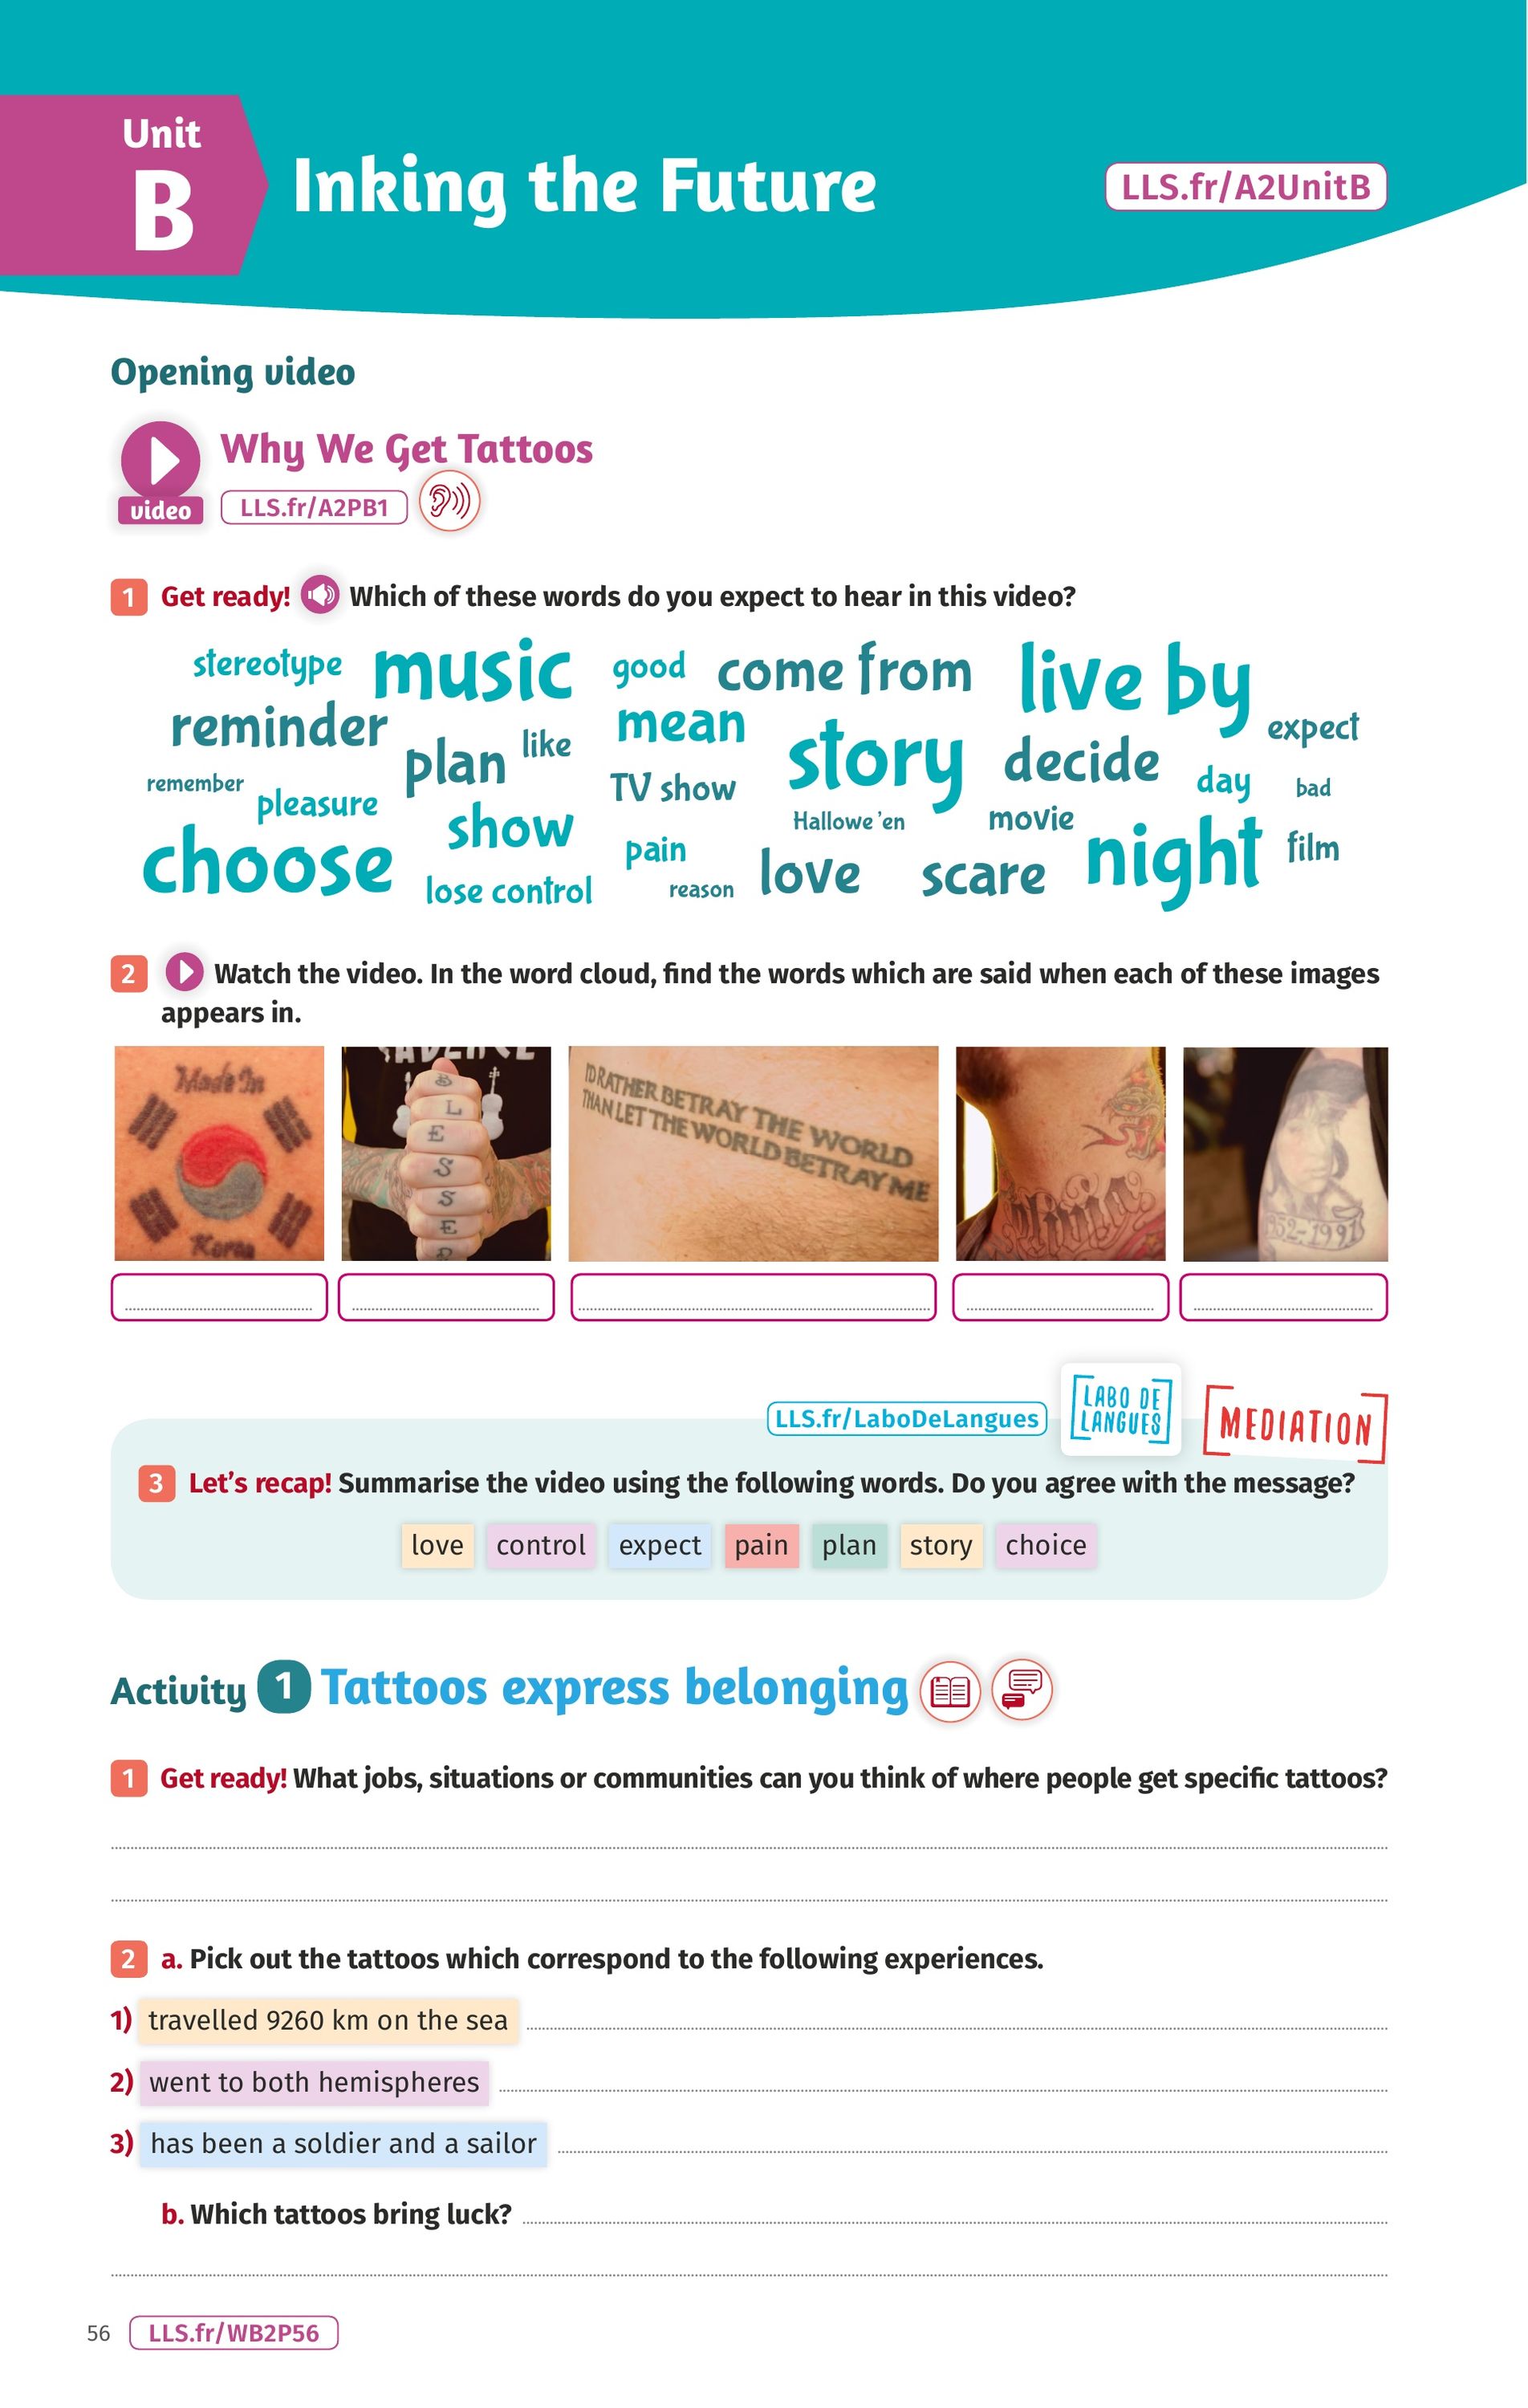 Unit
B
Inking the Future
LLS.fr/A2UnitB
Opening video
Why We Get Tattoos
video
LLS.fr/A2PB1
1 Get ready! Which of these words do you expect to hear in this video?
stereotype music good come from live by
reminder mean expect
plan like story decide
remember pleasure TV show day bad
show Hallowe'en movie
choose pain night film
lose control reason love scare
2 Watch the video. In the word cloud, find the words which are said when each of these images
appears in.
Made In
Korea
B
L
E
S
S
E
D
I'D RATHER BETRAY THE WORLD
THAN LET THE WORLD BETRAY ME
1952-1991
LLS.fr/LaboDeLangues
LABO DE
LANGUES
MEDIATION
3 Let's recap! Summarise the video using the following words. Do you agree with the message?
love control expect pain plan story choice
Activity 1 Tattoos express belonging
1 Get ready! What jobs, situations or communities can you think of where people get specific tattoos?
2 a. Pick out the tattoos which correspond to the following experiences.
1) travelled 9260 km on the sea
2) went to both hemispheres
3) has been a soldier and a sailor
b. Which tattoos bring luck?
56 LLS.fr/WB2P56